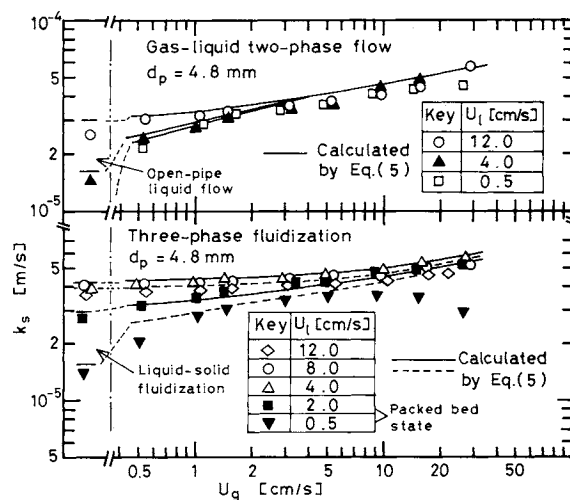 10⁻⁴
Gas-liquid two-phase flow
dp = 4.8 mm
5
2
10⁻⁵
Open-pipe
liquid flow
Calculated
by Eq.(5)
Key Ul [cm/s]
○ 12.0
▲ 4.0
□ 0.5
ks [m/s]
Three-phase fluidization
dp = 4.8 mm
5
2
10⁻⁵
Liquid-solid
fluidization
Key Ul [cm/s]
◇ 12.0
○ 8.0
△ 4.0
■ 2.0
▼ 0.5
Calculated
by Eq.(5)
Packed bed
state
0.5 1 2 5 10 20 50
Ug [cm/s]